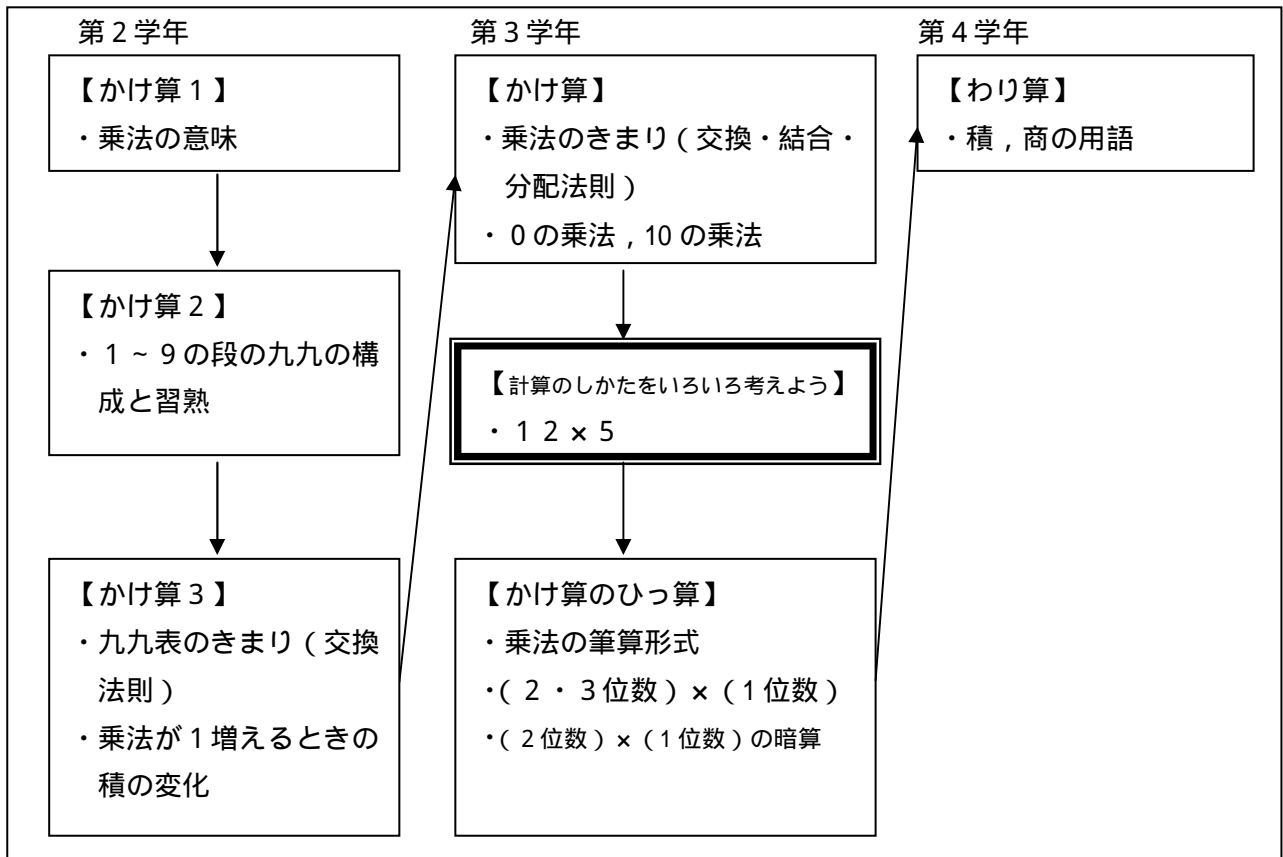 第２学年
【かけ算１】
・乗法の意味
【かけ算２】
・１～９の段の九九の構
成と習熟
【かけ算３】
・九九表のきまり（交換
法則）
・乗法が１増えるときの
積の変化
第３学年
【かけ算】
・乗法のきまり（交換・結合・
分配法則）
・０の乗法，10 の乗法
【計算のしかたをいろいろ考えよう】
・１２×５
【かけ算のひっ算】
・乗法の筆算形式
・（２・３位数）×（１位数）
・（２位数）×（１位数）の暗算
第４学年
【わり算】
・積，商の用語